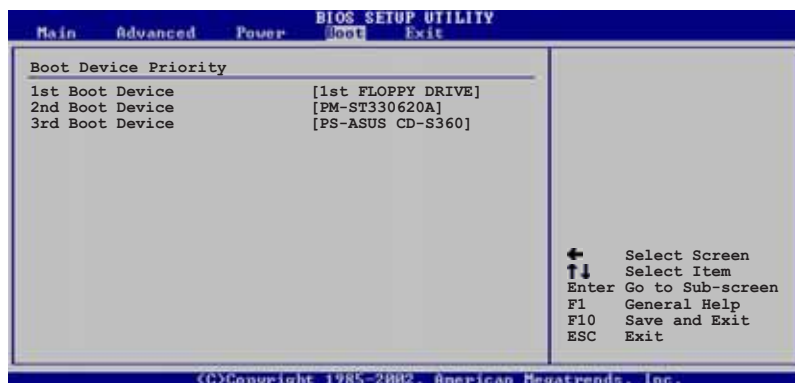 BIOS SETUP UTILITY
Main Advanced Power Boot Exit
Boot Device Priority
1st Boot Device [1st FLOPPY DRIVE]
2nd Boot Device [PM-ST330620A]
3rd Boot Device [PS-ASUS CD-S360]
← Select Screen
↑↓ Select Item
Enter Go to Sub-screen
F1 General Help
F10 Save and Exit
ESC Exit
(C)Copyright 1985-2002, American Megatrends, Inc.